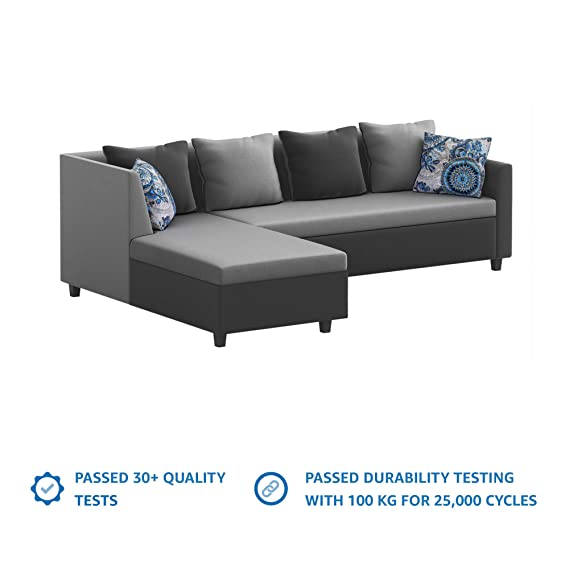 PASSED 30+ QUALITY
TESTS
PASSED DURABILITY TESTING
WITH 100 KG FOR 25,000 CYCLES